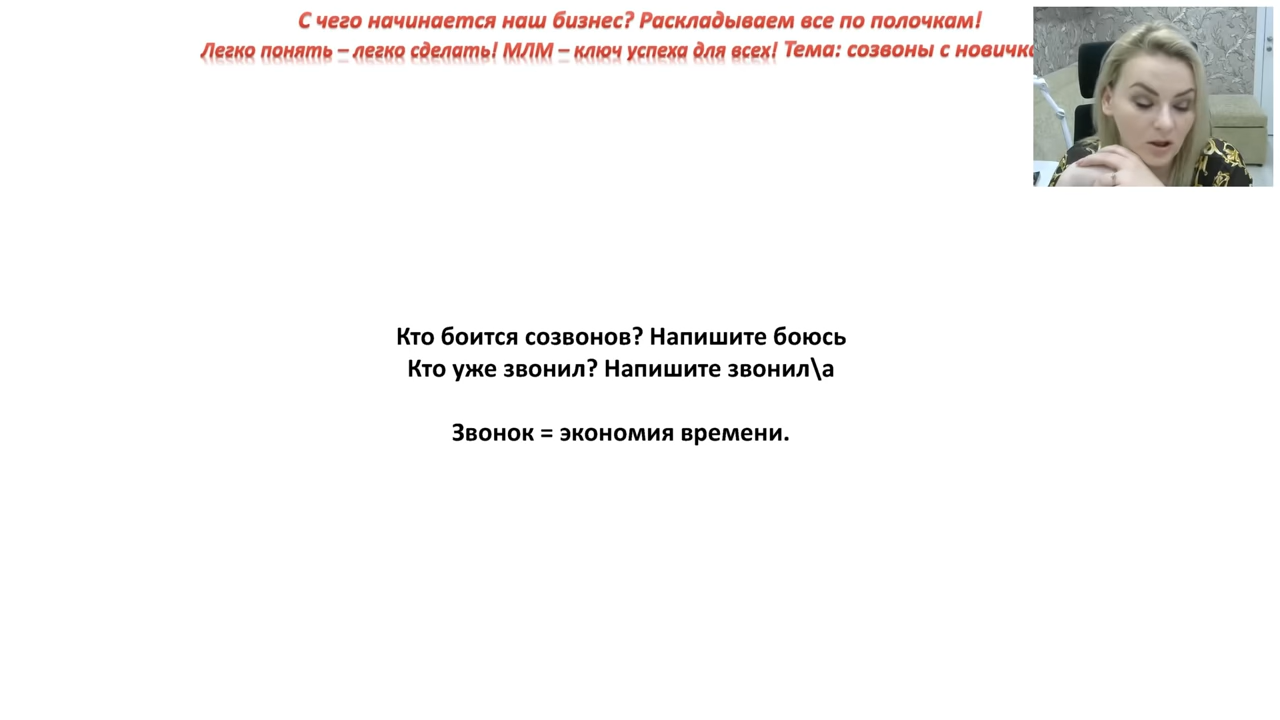 С чего начинается наш бизнес? Раскладываем все по полочкам!
Легко понять – легко сделать! МЛМ – ключ успеха для всех! Тема: созвоны с
Кто боится созвонов? Напишите боюсь
Кто уже звонил? Напишите звонил\а
Звонок = экономия времени.